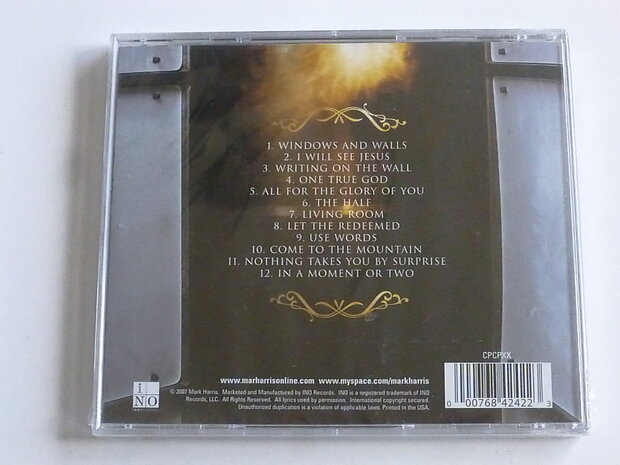 1. WINDOWS AND WALLS
2. I WILL SEE JESUS
3. WRITING ON THE WALL
4. ONE TRUE GOD
5. ALL FOR THE GLORY OF YOU
6. THE HALF
7. LIVING ROOM
8. LET THE REDEEMED
9. USE WORDS
10. COME TO THE MOUNTAIN
11. NOTHING TAKES YOU BY SURPRISE
12. IN A MOMENT OR TWO
CPCPXX
www.marharrisonline.com www.myspace.com/markharris
i
NO
© 2007 Mark Harris. Marketed and Manufactured by INO Records. INO is a registered trademark of INO
Records, LLC. All Rights Reserved. All lyrics used by permission. International copyright secured.
Unauthorized duplication is a violation of applicable laws. Printed in the USA.
0 00768 42422 3